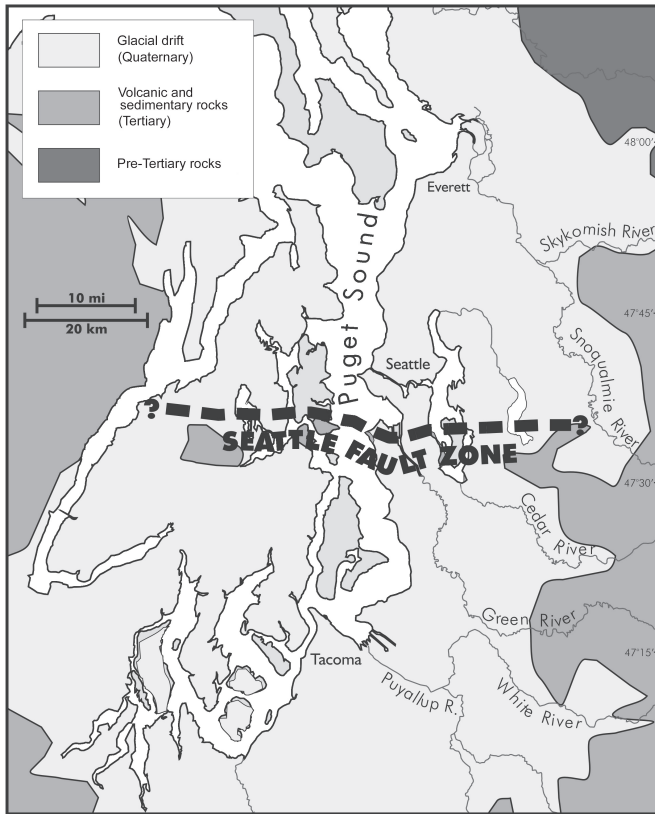 Glacial drift
(Quaternary)
Volcanic and
sedimentary rocks
(Tertiary)
Pre-Tertiary rocks
48°00'
Everett
Skykomish River
Puget Sound
10 mi
20 km
47°45'
Snoqualmie River
Seattle
? ?
SEATTLE FAULT ZONE
47°30'
Cedar River
Green River
47°15'
Tacoma
Puyallup R.
White River